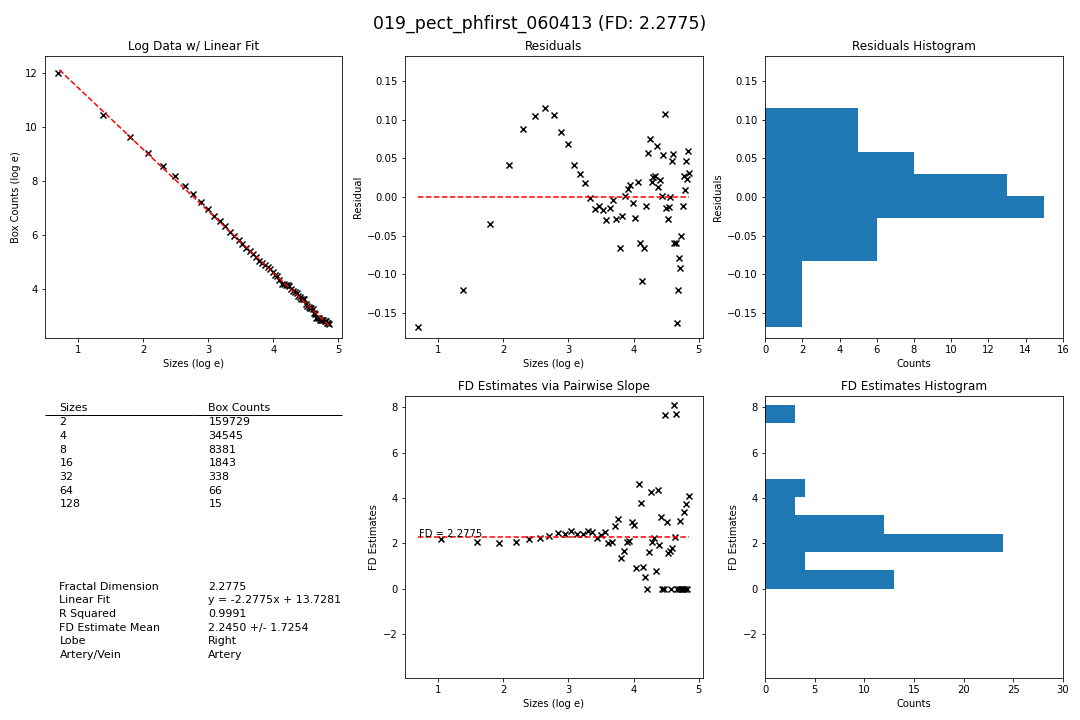 019_pect_phfirst_060413 (FD: 2.2775)
Log Data w/ Linear Fit
Box Counts (log e)
12
10
8
6
4
1 2 3 4 5
Sizes (log e)
Residuals
Residual
0.15
0.10
0.05
0.00
−0.05
−0.10
−0.15
1 2 3 4 5
Sizes (log e)
Residuals Histogram
Residuals
0.15
0.10
0.05
0.00
−0.05
−0.10
−0.15
0 2 4 6 8 10 12 14 16
Counts
Sizes Box Counts
2 159729
4 34545
8 8381
16 1843
32 338
64 66
128 15
Fractal Dimension 2.2775
Linear Fit y = -2.2775x + 13.7281
R Squared 0.9991
FD Estimate Mean 2.2450 +/- 1.7254
Lobe Right
Artery/Vein Artery
FD Estimates via Pairwise Slope
FD Estimates
8
6
4
2
0
−2
FD = 2.2775
1 2 3 4 5
Sizes (log e)
FD Estimates Histogram
FD Estimates
8
6
4
2
0
−2
0 5 10 15 20 25 30
Counts